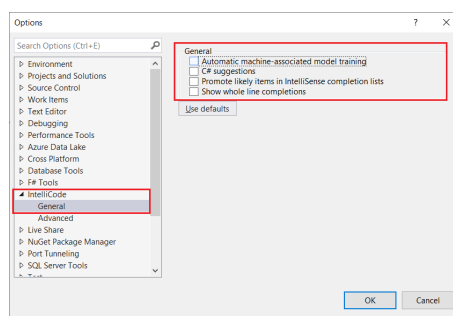 Options
?
Search Options (Ctrl+E)
Environment
Projects and Solutions
Source Control
Work Items
Text Editor
Debugging
Performance Tools
Azure Data Lake
Cross Platform
Database Tools
F# Tools
IntelliCode
General
Advanced
Live Share
NuGet Package Manager
Port Tunneling
SQL Server Tools
General
Automatic machine-associated model training
C# suggestions
Promote likely items in IntelliSense completion lists
Show whole line completions
Use defaults
OK
Cancel